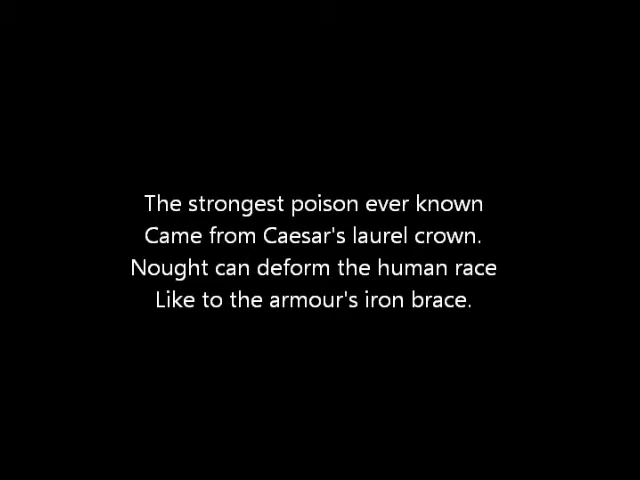 The strongest poison ever known
Came from Caesar's laurel crown.
Nought can deform the human race
Like to the armour's iron brace.